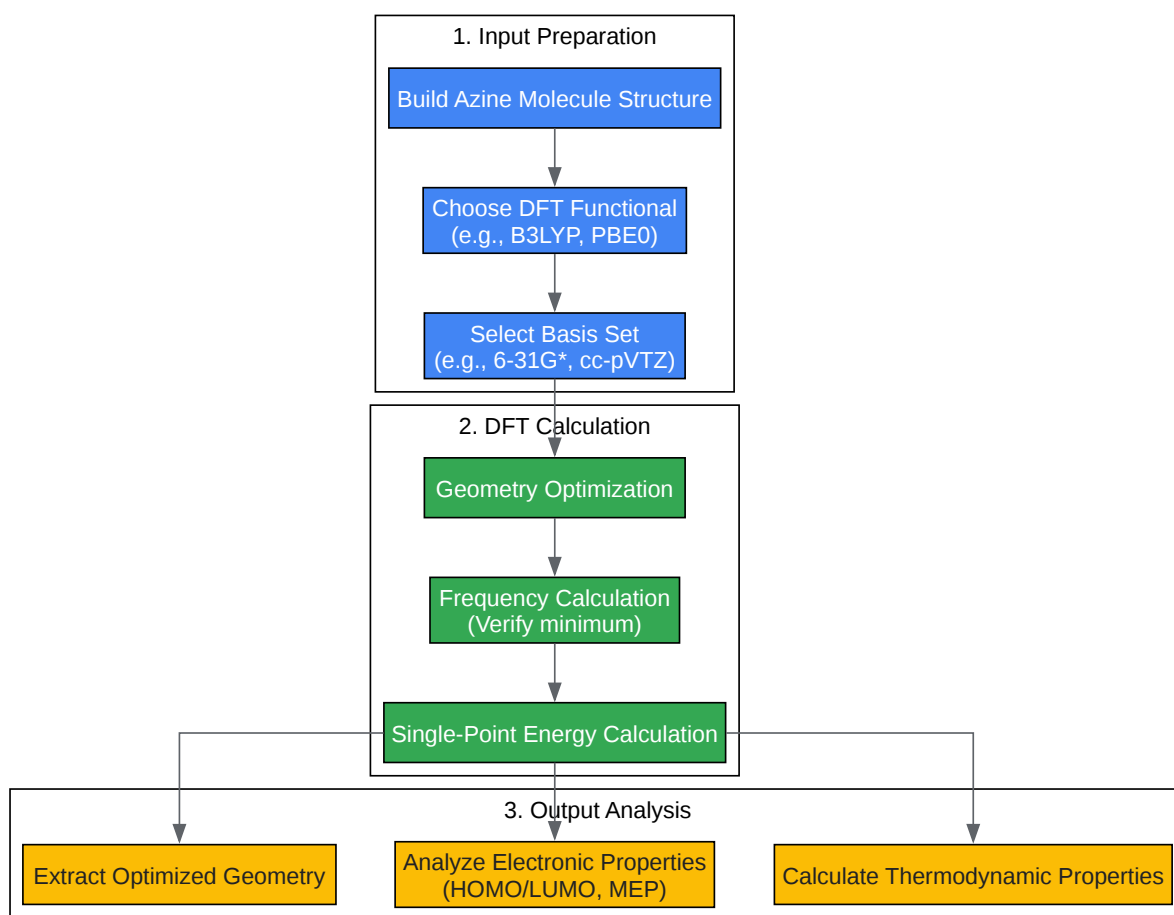 1. Input Preparation
Build Azine Molecule Structure
Choose DFT Functional
(e.g., B3LYP, PBE0)
Select Basis Set
(e.g., 6-31G*, cc-pVTZ)
2. DFT Calculation
Geometry Optimization
Frequency Calculation
(Verify minimum)
Single-Point Energy Calculation
3. Output Analysis
Extract Optimized Geometry
Analyze Electronic Properties
(HOMO/LUMO, MEP)
Calculate Thermodynamic Properties